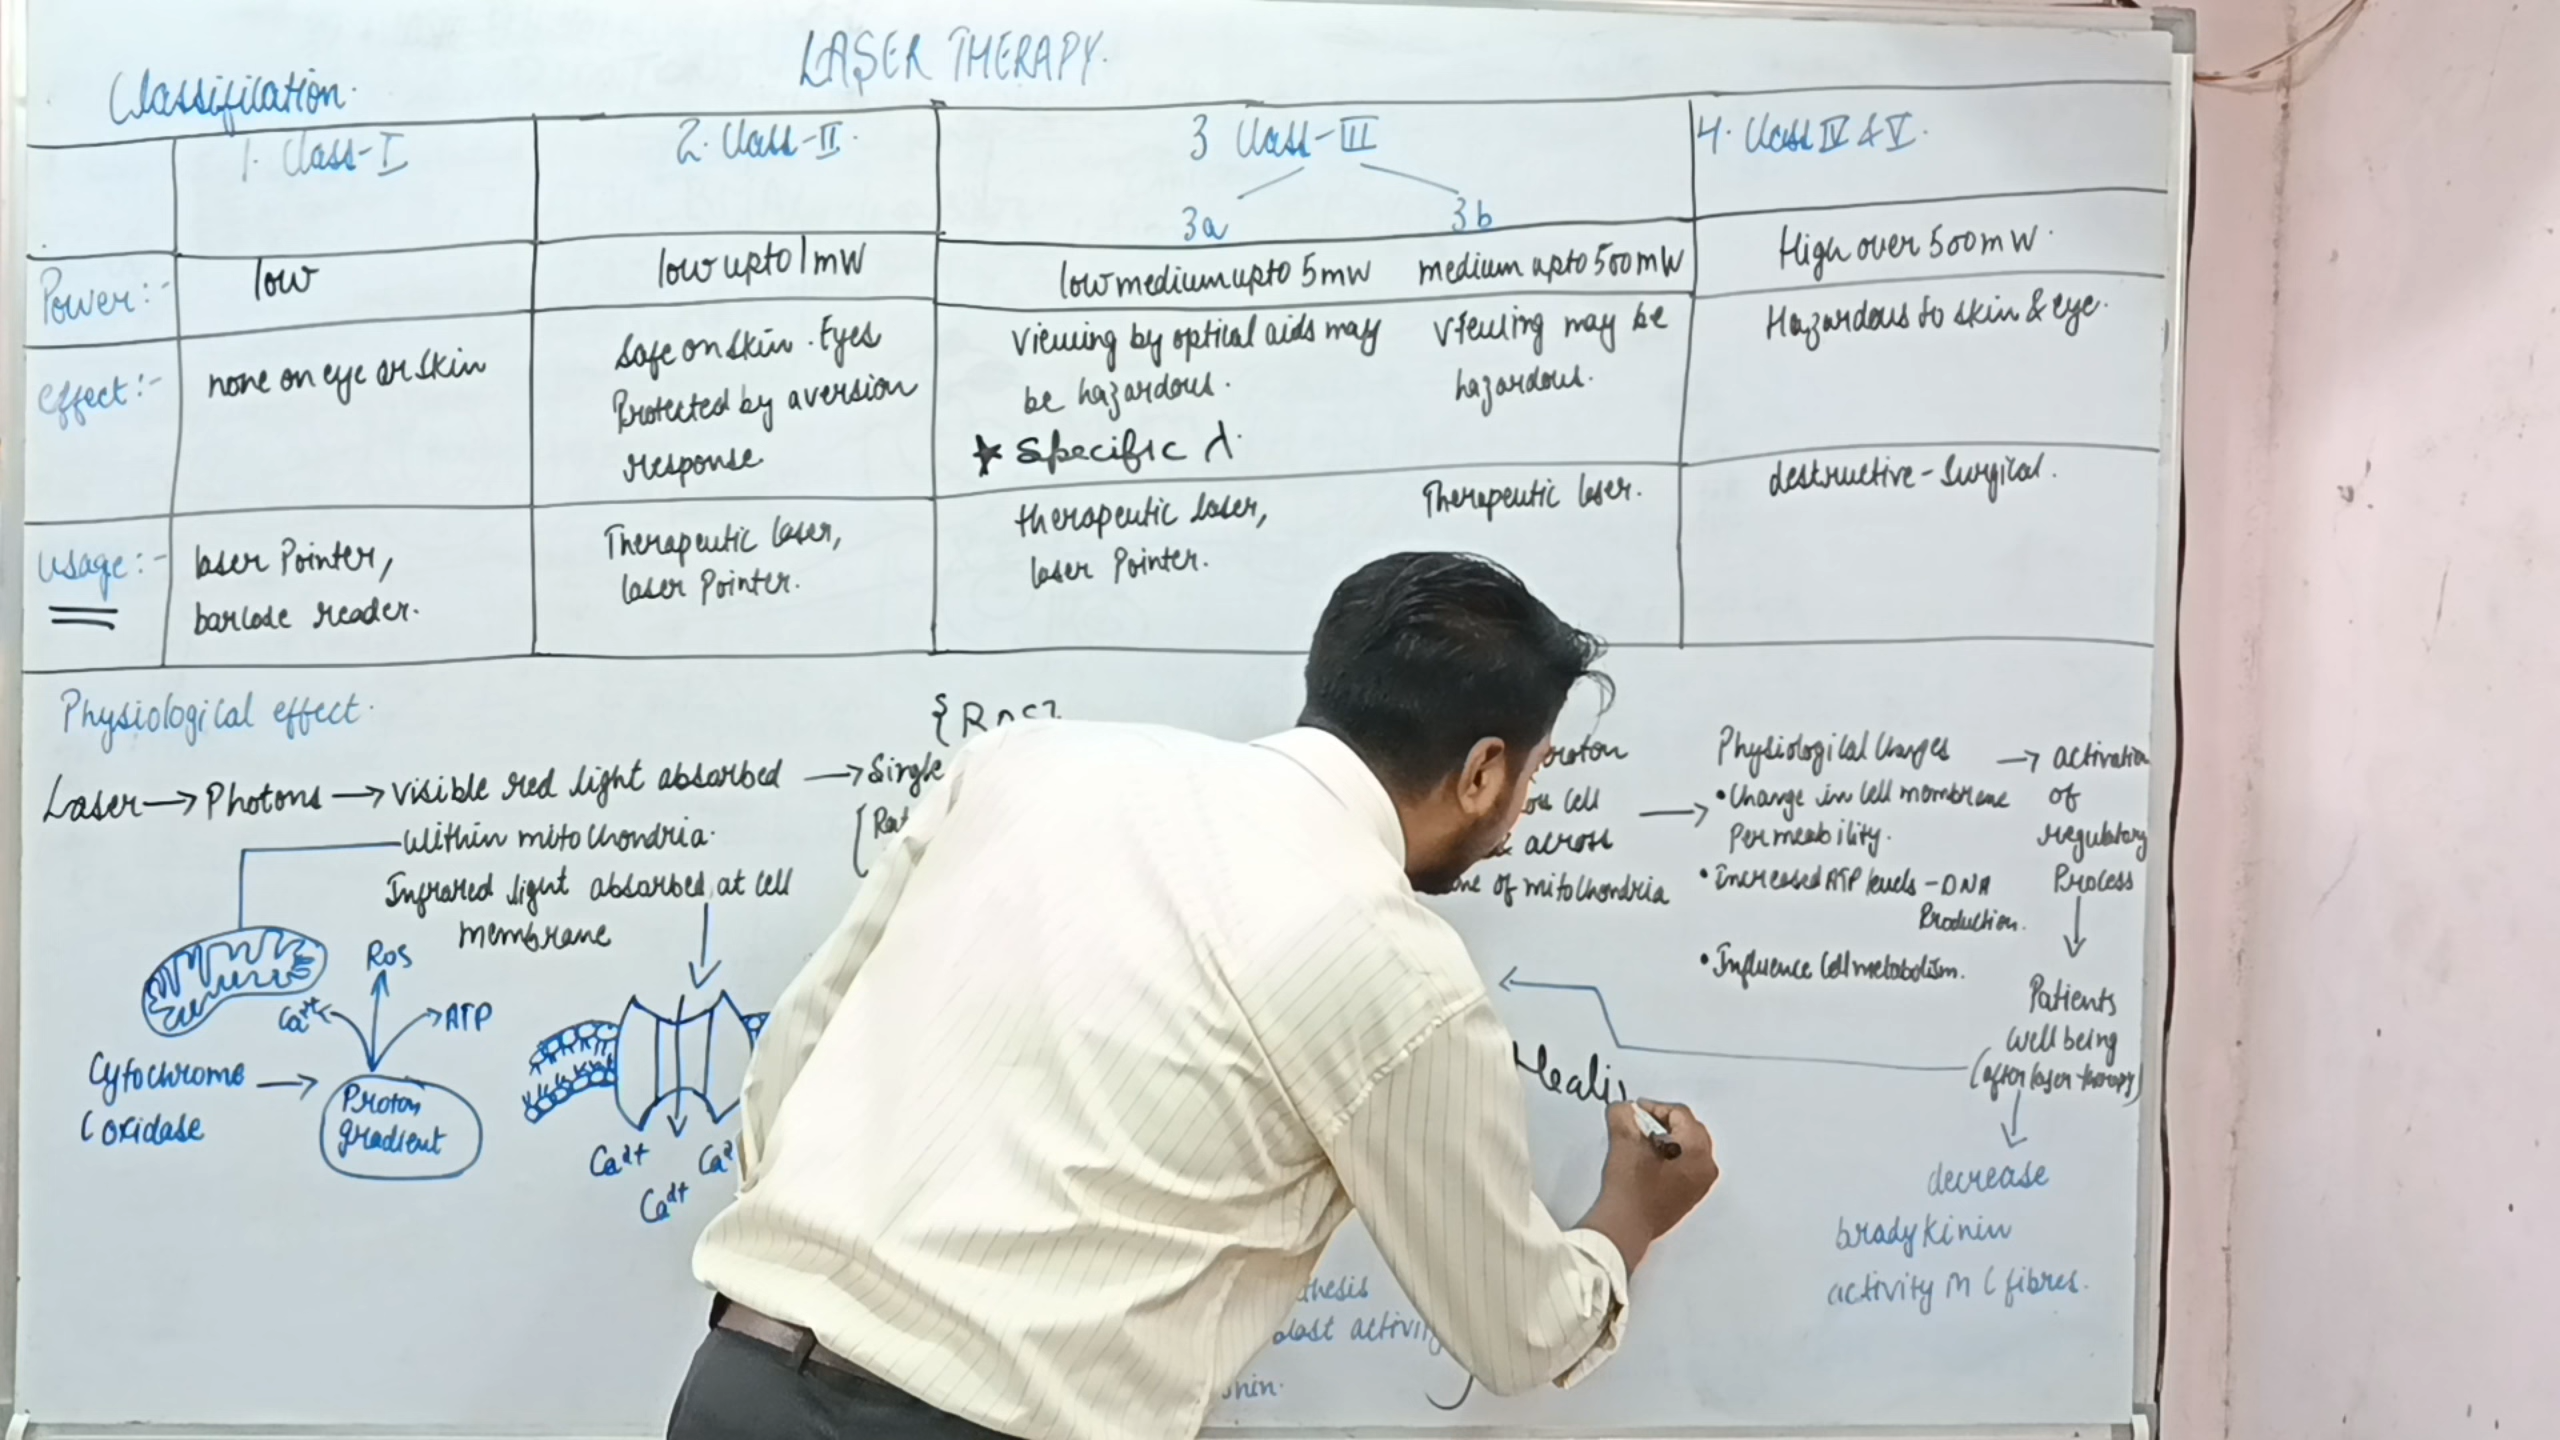 LASER THERAPY.
Classification.
1. Class-I
2. Class-II.
3 Class-III
4. Class IV & V.
3a
3b
Power:-
low
low upto 1 mW
low medium upto 5mW
medium upto 500mW
High over 500mW.
effect:-
none on eye or skin
Safe on skin. Eyes
Protected by aversion
response
Viewing by optical aids may
be hazardous.
★ Specific λ.
Viewing may be
hazardous.
Hazardous to skin & eye.
Usage:-
laser Pointer,
barcode reader.
Therapeutic laser,
laser Pointer.
therapeutic laser,
laser Pointer.
Therapeutic laser.
destructive - Surgical.
Physiological effect.
Laser → Photons → Visible red light absorbed → Single
within mitochondria.
Infrared light absorbed at cell
membrane
across
of mitochondria
Physiological Changes
• Change in cell membrane
Permeability.
• Increased ATP levels - DNA
Production.
• Influence Cell metabolism.
→ activation
of
regulatory
Process
Patients
Well being
(after laser therapy)
decrease
bradykinin
activity in C fibres.
Ros
Ca²⁺
ATP
Cytochrome
C oxidase
Proton
gradient
Ca²⁺
Ca²⁺
Heali
activity